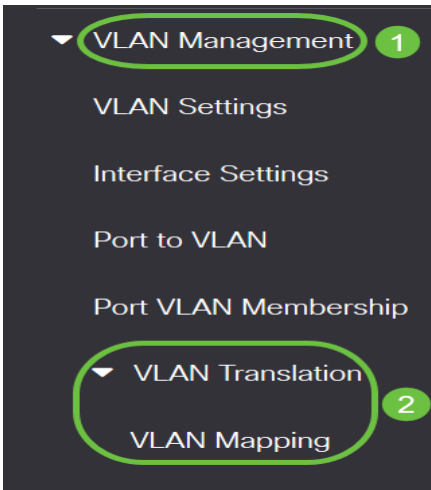 VLAN Management 1
VLAN Settings
Interface Settings
Port to VLAN
Port VLAN Membership
VLAN Translation
2
VLAN Mapping